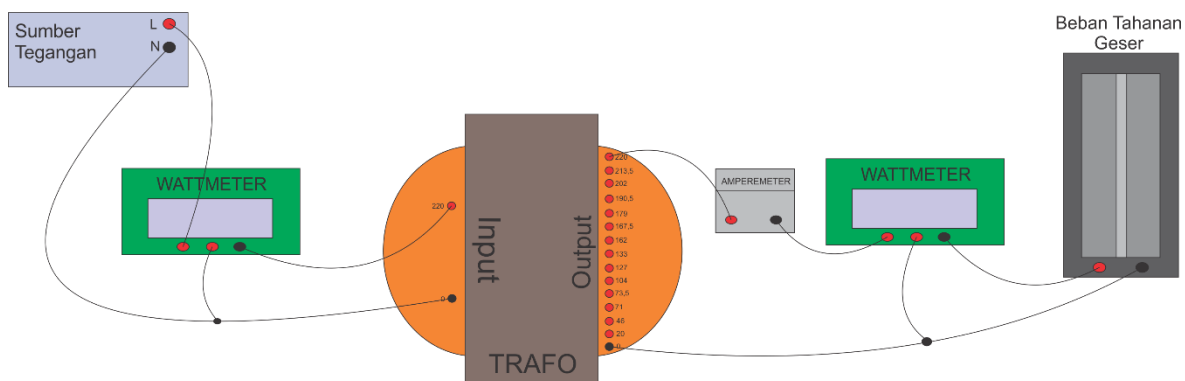 Sumber
Tegangan
L
N
Beban Tahanan
Geser
WATTMETER
220
0
Input
TRAFO
Output
220
213,5
202
190,5
179
167,5
162
133
127
104
73,5
71
46
20
0
AMPEREMETER
WATTMETER